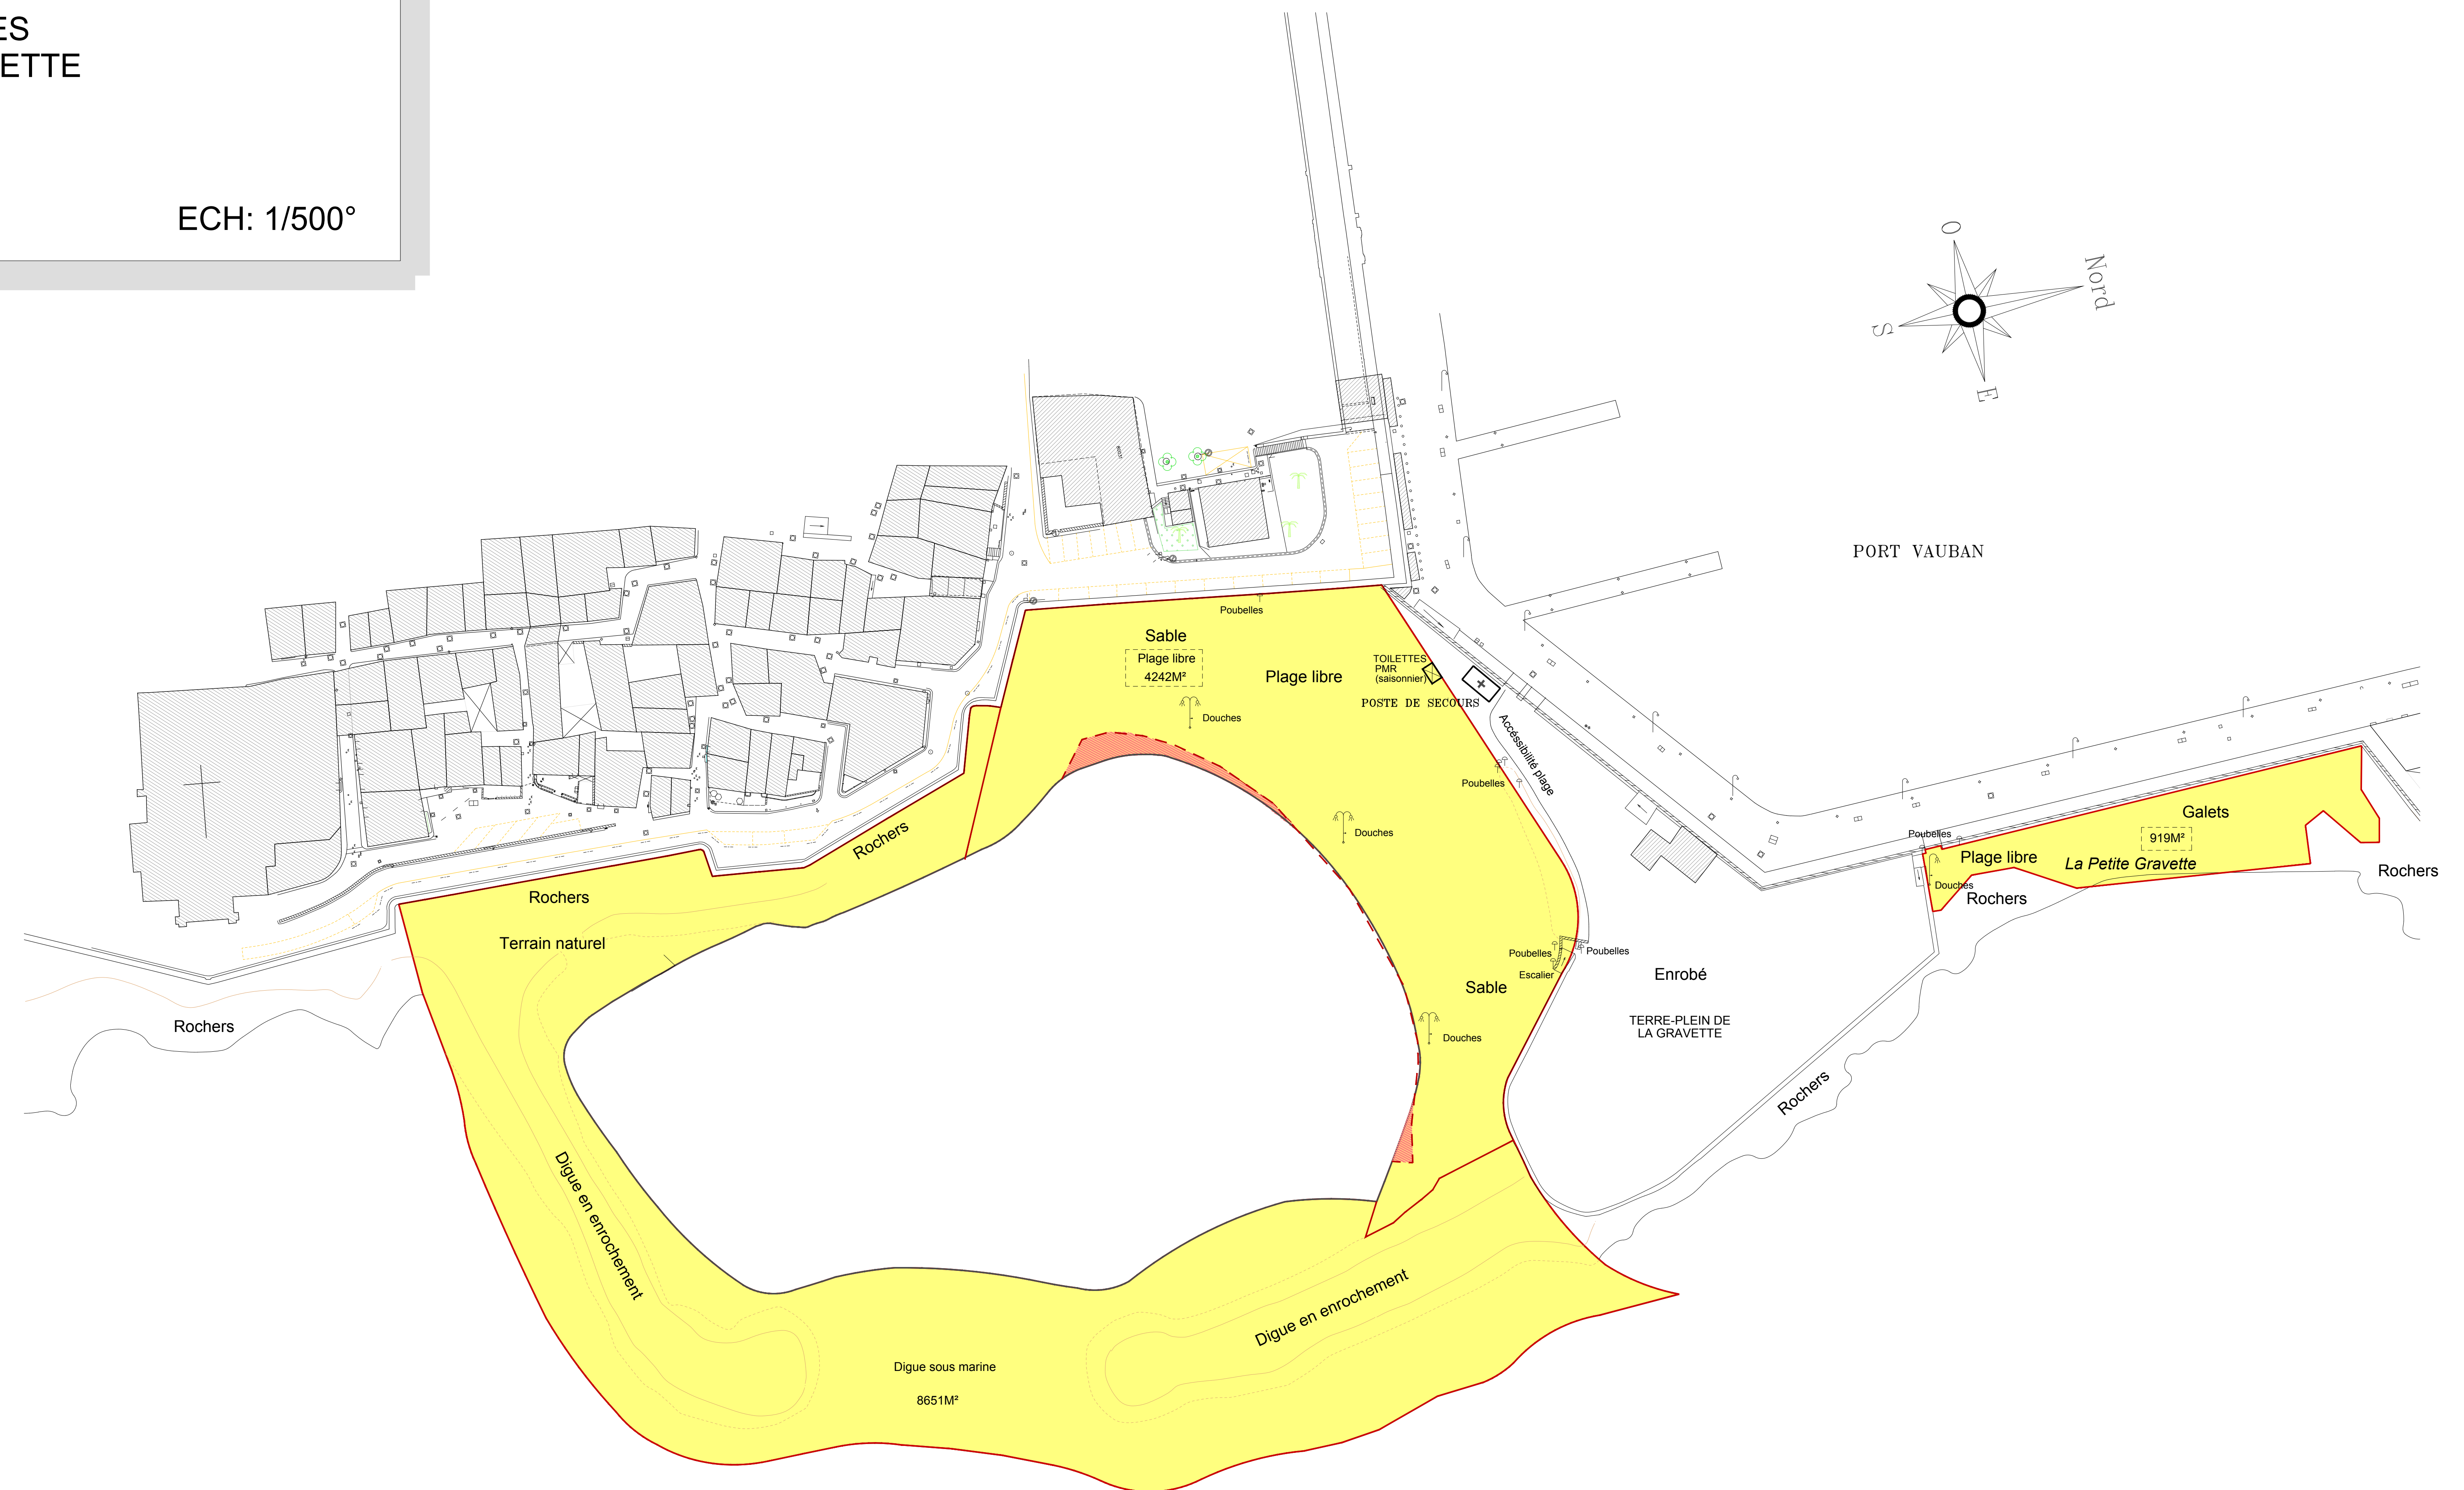 ES
ETTE
ECH: 1/500°
O
Nord
S
E
PORT VAUBAN
Poubelles
Sable
Plage libre
4242M²
Plage libre
TOILETTES
PMR
(saisonnier)
POSTE DE SECOURS
Douches
Accéssibilité plage
Poubelles
Douches
Rochers
Rochers
Terrain naturel
Rochers
Galets
919M²
Poubelles
Plage libre
La Petite Gravette
Douches
Rochers
Rochers
Poubelles
Poubelles
Escalier
Sable
Enrobé
TERRE-PLEIN DE
LA GRAVETTE
Douches
Rochers
Digue en enrochement
Digue en enrochement
Digue sous marine
8651M²